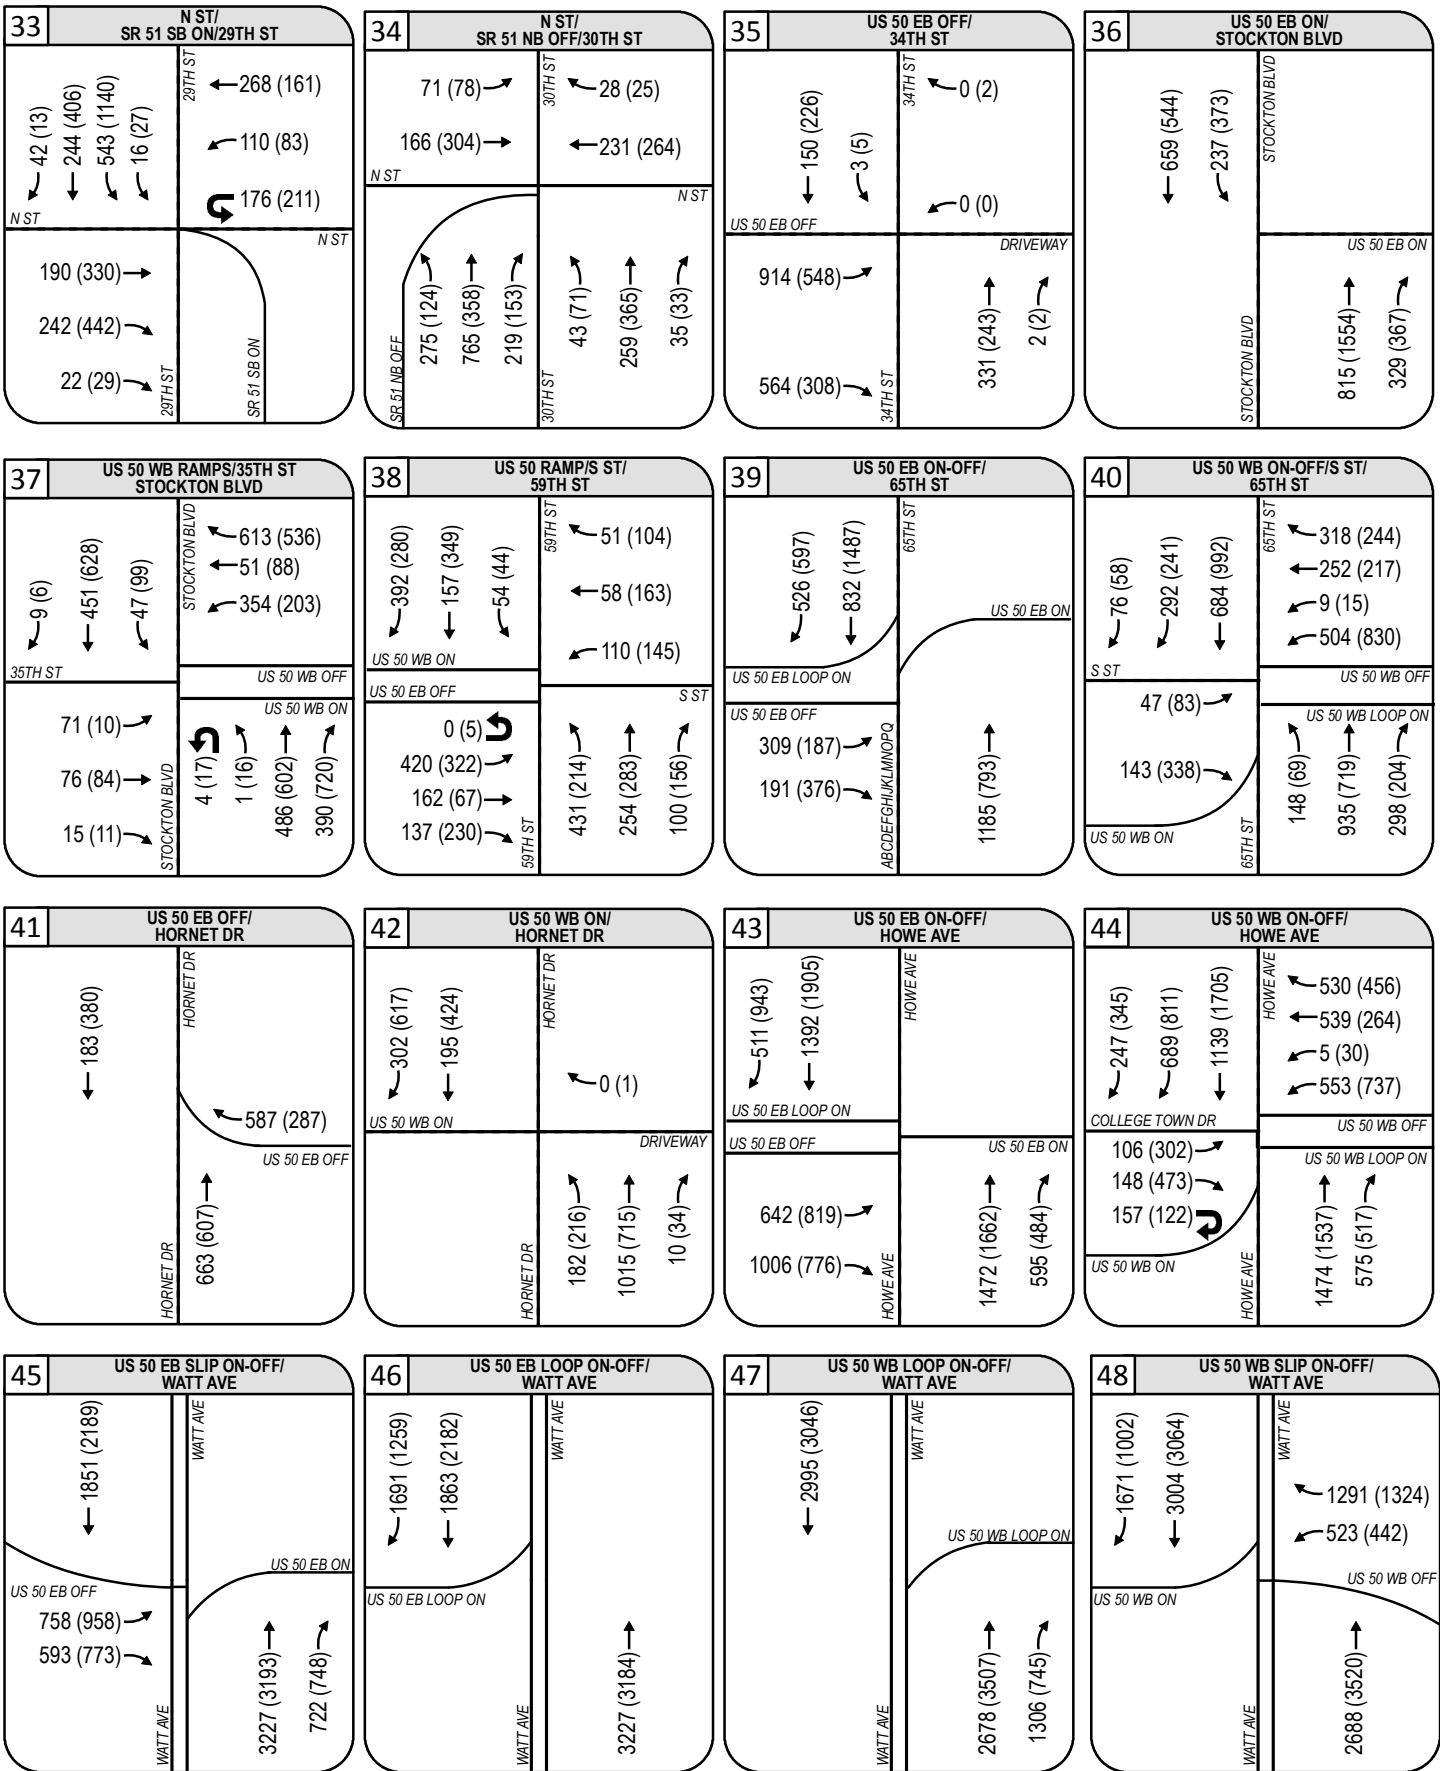 33
N ST/
SR 51 SB ON/29TH ST
42 (13)
244 (406)
543 (1140)
16 (27)
29TH ST
268 (161)
110 (83)
176 (211)
N ST
N ST
190 (330)
242 (442)
22 (29)
29TH ST
SR 51 SB ON
34
N ST/
SR 51 NB OFF/30TH ST
71 (78)
166 (304)
30TH ST
28 (25)
231 (264)
N ST
N ST
SR 51 NB OFF
275 (124)
765 (358)
219 (153)
30TH ST
43 (71)
259 (365)
35 (33)
35
US 50 EB OFF/
34TH ST
150 (226)
3 (5)
34TH ST
0 (2)
0 (0)
US 50 EB OFF
DRIVEWAY
914 (548)
564 (308)
34TH ST
331 (243)
2 (2)
36
US 50 EB ON/
STOCKTON BLVD
659 (544)
237 (373)
STOCKTON BLVD
US 50 EB ON
STOCKTON BLVD
815 (1554)
329 (367)
37
US 50 WB RAMPS/35TH ST
STOCKTON BLVD
9 (6)
451 (628)
47 (99)
STOCKTON BLVD
613 (536)
51 (88)
354 (203)
35TH ST
US 50 WB OFF
US 50 WB ON
71 (10)
76 (84)
15 (11)
STOCKTON BLVD
4 (17)
1 (16)
486 (602)
390 (720)
38
US 50 RAMP/S ST/
59TH ST
392 (280)
157 (349)
54 (44)
59TH ST
51 (104)
58 (163)
110 (145)
US 50 WB ON
US 50 EB OFF
S ST
0 (5)
420 (322)
162 (67)
137 (230)
59TH ST
431 (214)
254 (283)
100 (156)
39
US 50 EB ON-OFF/
65TH ST
526 (597)
832 (1487)
65TH ST
US 50 EB ON
US 50 EB LOOP ON
US 50 EB OFF
309 (187)
191 (376)
ABCDEFGHIJKLMNOPQ
1185 (793)
40
US 50 WB ON-OFF/S ST/
65TH ST
76 (58)
292 (241)
684 (992)
65TH ST
318 (244)
252 (217)
9 (15)
504 (830)
S ST
US 50 WB OFF
US 50 WB LOOP ON
47 (83)
143 (338)
US 50 WB ON
65TH ST
148 (69)
935 (719)
298 (204)
41
US 50 EB OFF/
HORNET DR
183 (380)
HORNET DR
587 (287)
US 50 EB OFF
HORNET DR
663 (607)
42
US 50 WB ON/
HORNET DR
302 (617)
195 (424)
HORNET DR
0 (1)
US 50 WB ON
DRIVEWAY
HORNET DR
182 (216)
1015 (715)
10 (34)
43
US 50 EB ON-OFF/
HOWE AVE
511 (943)
1392 (1905)
HOWE AVE
US 50 EB LOOP ON
US 50 EB OFF
US 50 EB ON
642 (819)
1006 (776)
HOWE AVE
1472 (1662)
595 (484)
44
US 50 WB ON-OFF/
HOWE AVE
247 (345)
689 (811)
1139 (1705)
HOWE AVE
530 (456)
539 (264)
5 (30)
553 (737)
COLLEGE TOWN DR
US 50 WB OFF
US 50 WB LOOP ON
106 (302)
148 (473)
157 (122)
US 50 WB ON
HOWE AVE
1474 (1537)
575 (517)
45
US 50 EB SLIP ON-OFF/
WATT AVE
1851 (2189)
WATT AVE
US 50 EB ON
US 50 EB OFF
758 (958)
593 (773)
WATT AVE
3227 (3193)
722 (748)
46
US 50 EB LOOP ON-OFF/
WATT AVE
1691 (1259)
1863 (2182)
WATT AVE
US 50 EB LOOP ON
WATT AVE
3227 (3184)
47
US 50 WB LOOP ON-OFF/
WATT AVE
2995 (3046)
WATT AVE
US 50 WB LOOP ON
WATT AVE
2678 (3507)
1306 (745)
48
US 50 WB SLIP ON-OFF/
WATT AVE
1671 (1002)
3004 (3064)
WATT AVE
1291 (1324)
523 (442)
US 50 WB OFF
US 50 WB ON
WATT AVE
2688 (3520)